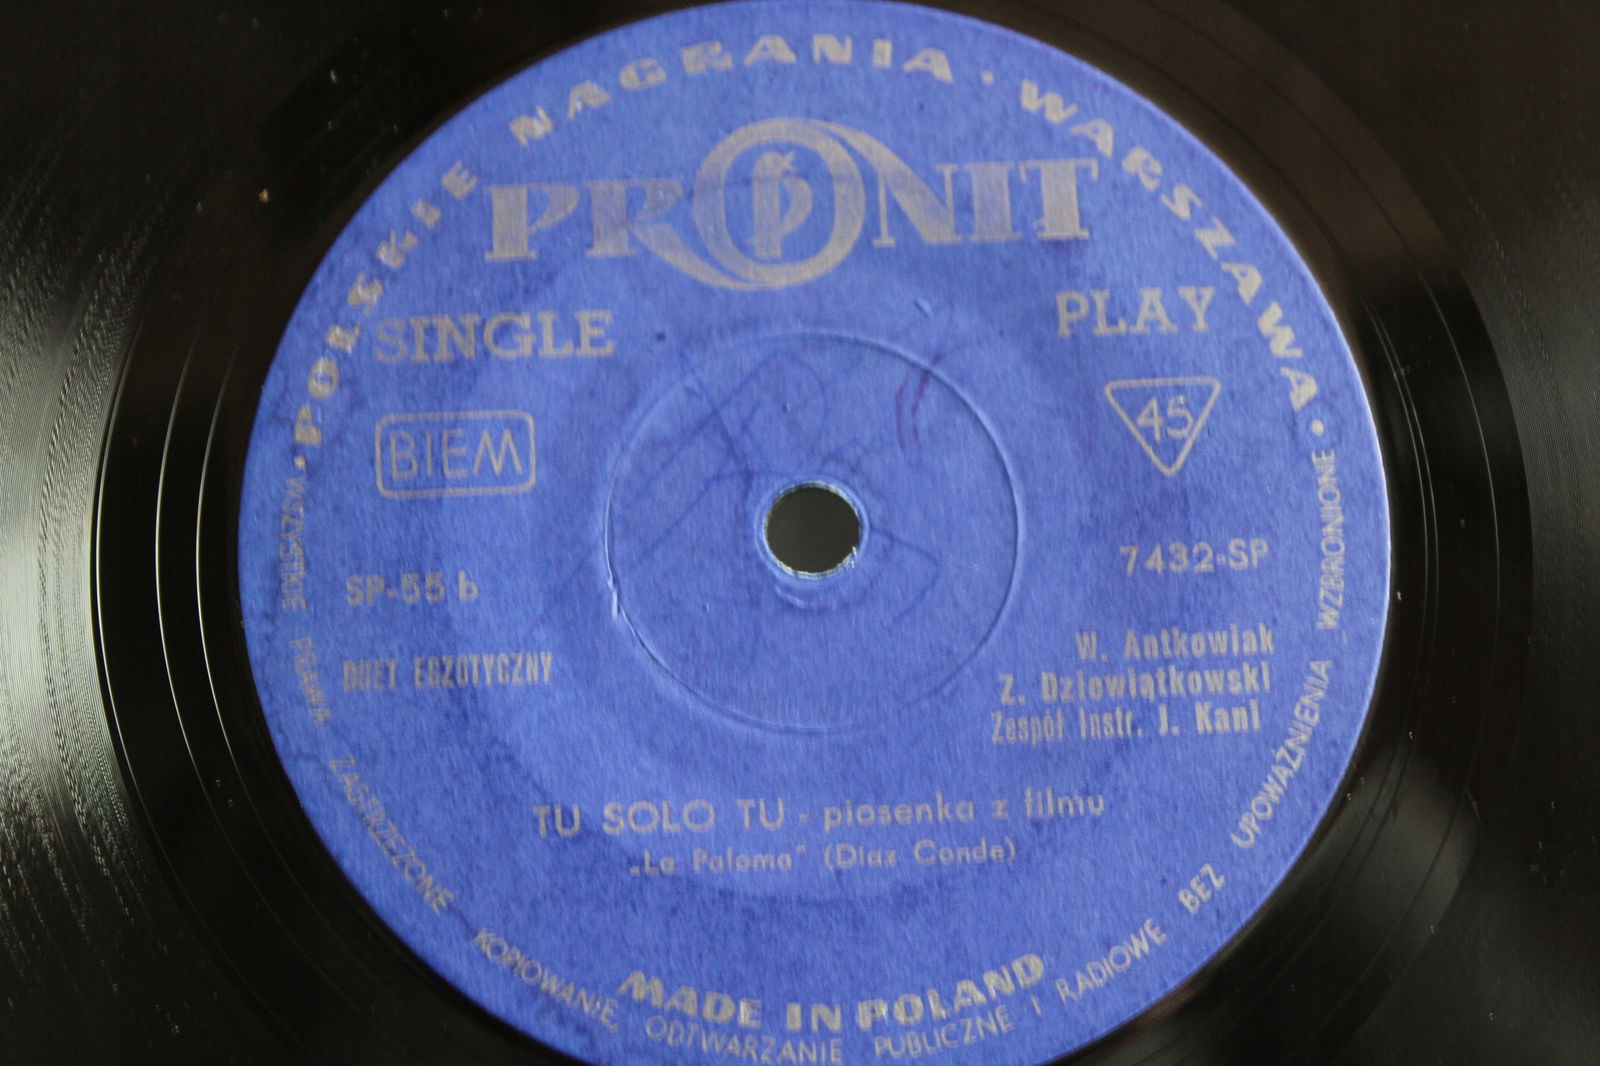 POLSKIE NAGRANIA · WARSZAWA ·
PRONIT
SINGLE PLAY
BIEM
45
SP-55 b
7432-SP
DUET EGZOTYCZNY
W. Antkowiak
Z. Dziewiątkowski
Zespół Instr. J. Kani
TU SOLO TU - piosenka z filmu
„La Paloma" (Diaz Conde)
MADE IN POLAND
· WSZYSTKIE PRAWA ZASTRZEŻONE KOPIOWANIE, ODTWARZANIE PUBLICZNE I RADIOWE BEZ UPOWAŻNIENIA WZBRONIONE ·